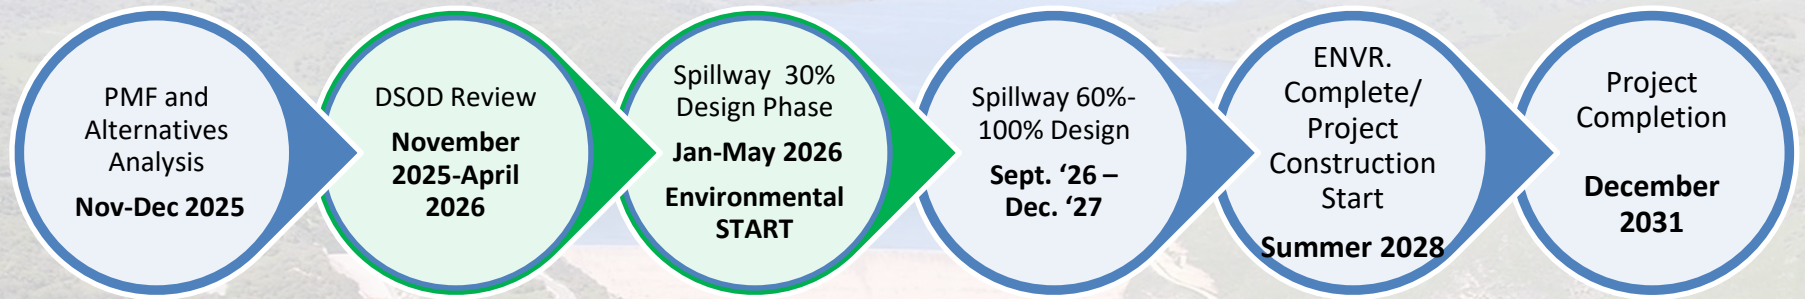 PMF and
Alternatives
Analysis
Nov-Dec 2025
DSOD Review
November
2025-April
2026
Spillway 30%
Design Phase
Jan-May 2026
Environmental
START
Spillway 60%-
100% Design
Sept. ‘26 –
Dec. ‘27
ENVR.
Complete/
Project
Construction
Start
Summer 2028
Project
Completion
December
2031